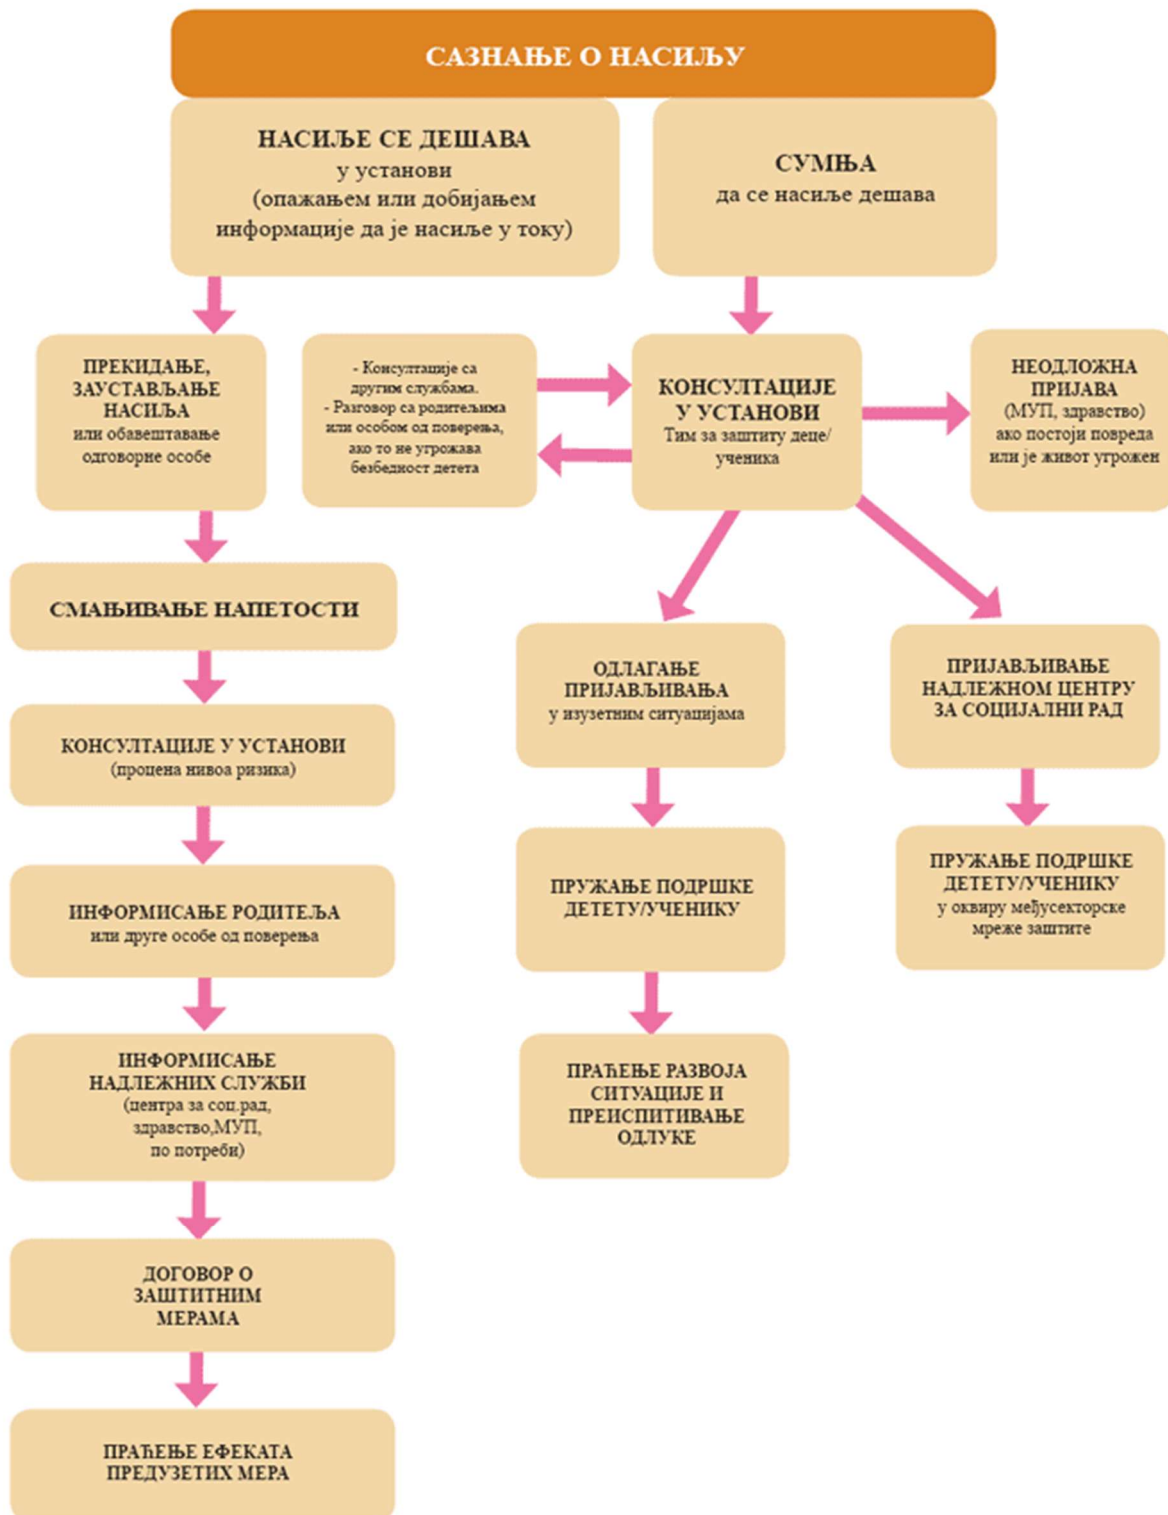 САЗНАЊЕ О НАСИЉУ
НАСИЉЕ СЕ ДЕШАВА
у установи
(опажањем или добијањем
информације да је насиље у току)
СУМЊА
да се насиље дешава
ПРЕКИДАЊЕ,
ЗАУСТАВЉАЊЕ
НАСИЉА
или обавештавање
одговорне особе
- Консултације са
другим службама.
- Разговор са родитељима
или особом од поверења,
ако то не угрожава
безбедност детета
КОНСУЛТАЦИЈЕ
У УСТАНОВИ
Тим за заштиту деце/
ученика
НЕОДЛОЖНА
ПРИЈАВА
(МУП, здравство)
ако постоји повреда
или је живот угрожен
СМАЊИВАЊЕ НАПЕТОСТИ
КОНСУЛТАЦИЈЕ У УСТАНОВИ
(процена нивоа ризика)
ИНФОРМИСАЊЕ РОДИТЕЉА
или друге особе од поверења
ИНФОРМИСАЊЕ
НАДЛЕЖНИХ СЛУЖБИ
(центра за соц.рад,
здравство,МУП,
по потреби)
ДОГОВОР О
ЗАШТИТНИМ
МЕРАМА
ПРАЋЕЊЕ ЕФЕКАТА
ПРЕДУЗЕТИХ МЕРА
ОДЛАГАЊЕ
ПРИЈАВЉИВАЊА
у изузетним ситуацијама
ПРУЖАЊЕ ПОДРШКЕ
ДЕТЕТУ/УЧЕНИКУ
ПРАЋЕЊЕ РАЗВОЈА
СИТУАЦИЈЕ И
ПРЕИСПИТИВАЊЕ
ОДЛУКЕ
ПРИЈАВЉИВАЊЕ
НАДЛЕЖНОМ ЦЕНТРУ
ЗА СОЦИЈАЛНИ РАД
ПРУЖАЊЕ ПОДРШКЕ
ДЕТЕТУ/УЧЕНИКУ
у оквиру међусекторске
мреже заштите